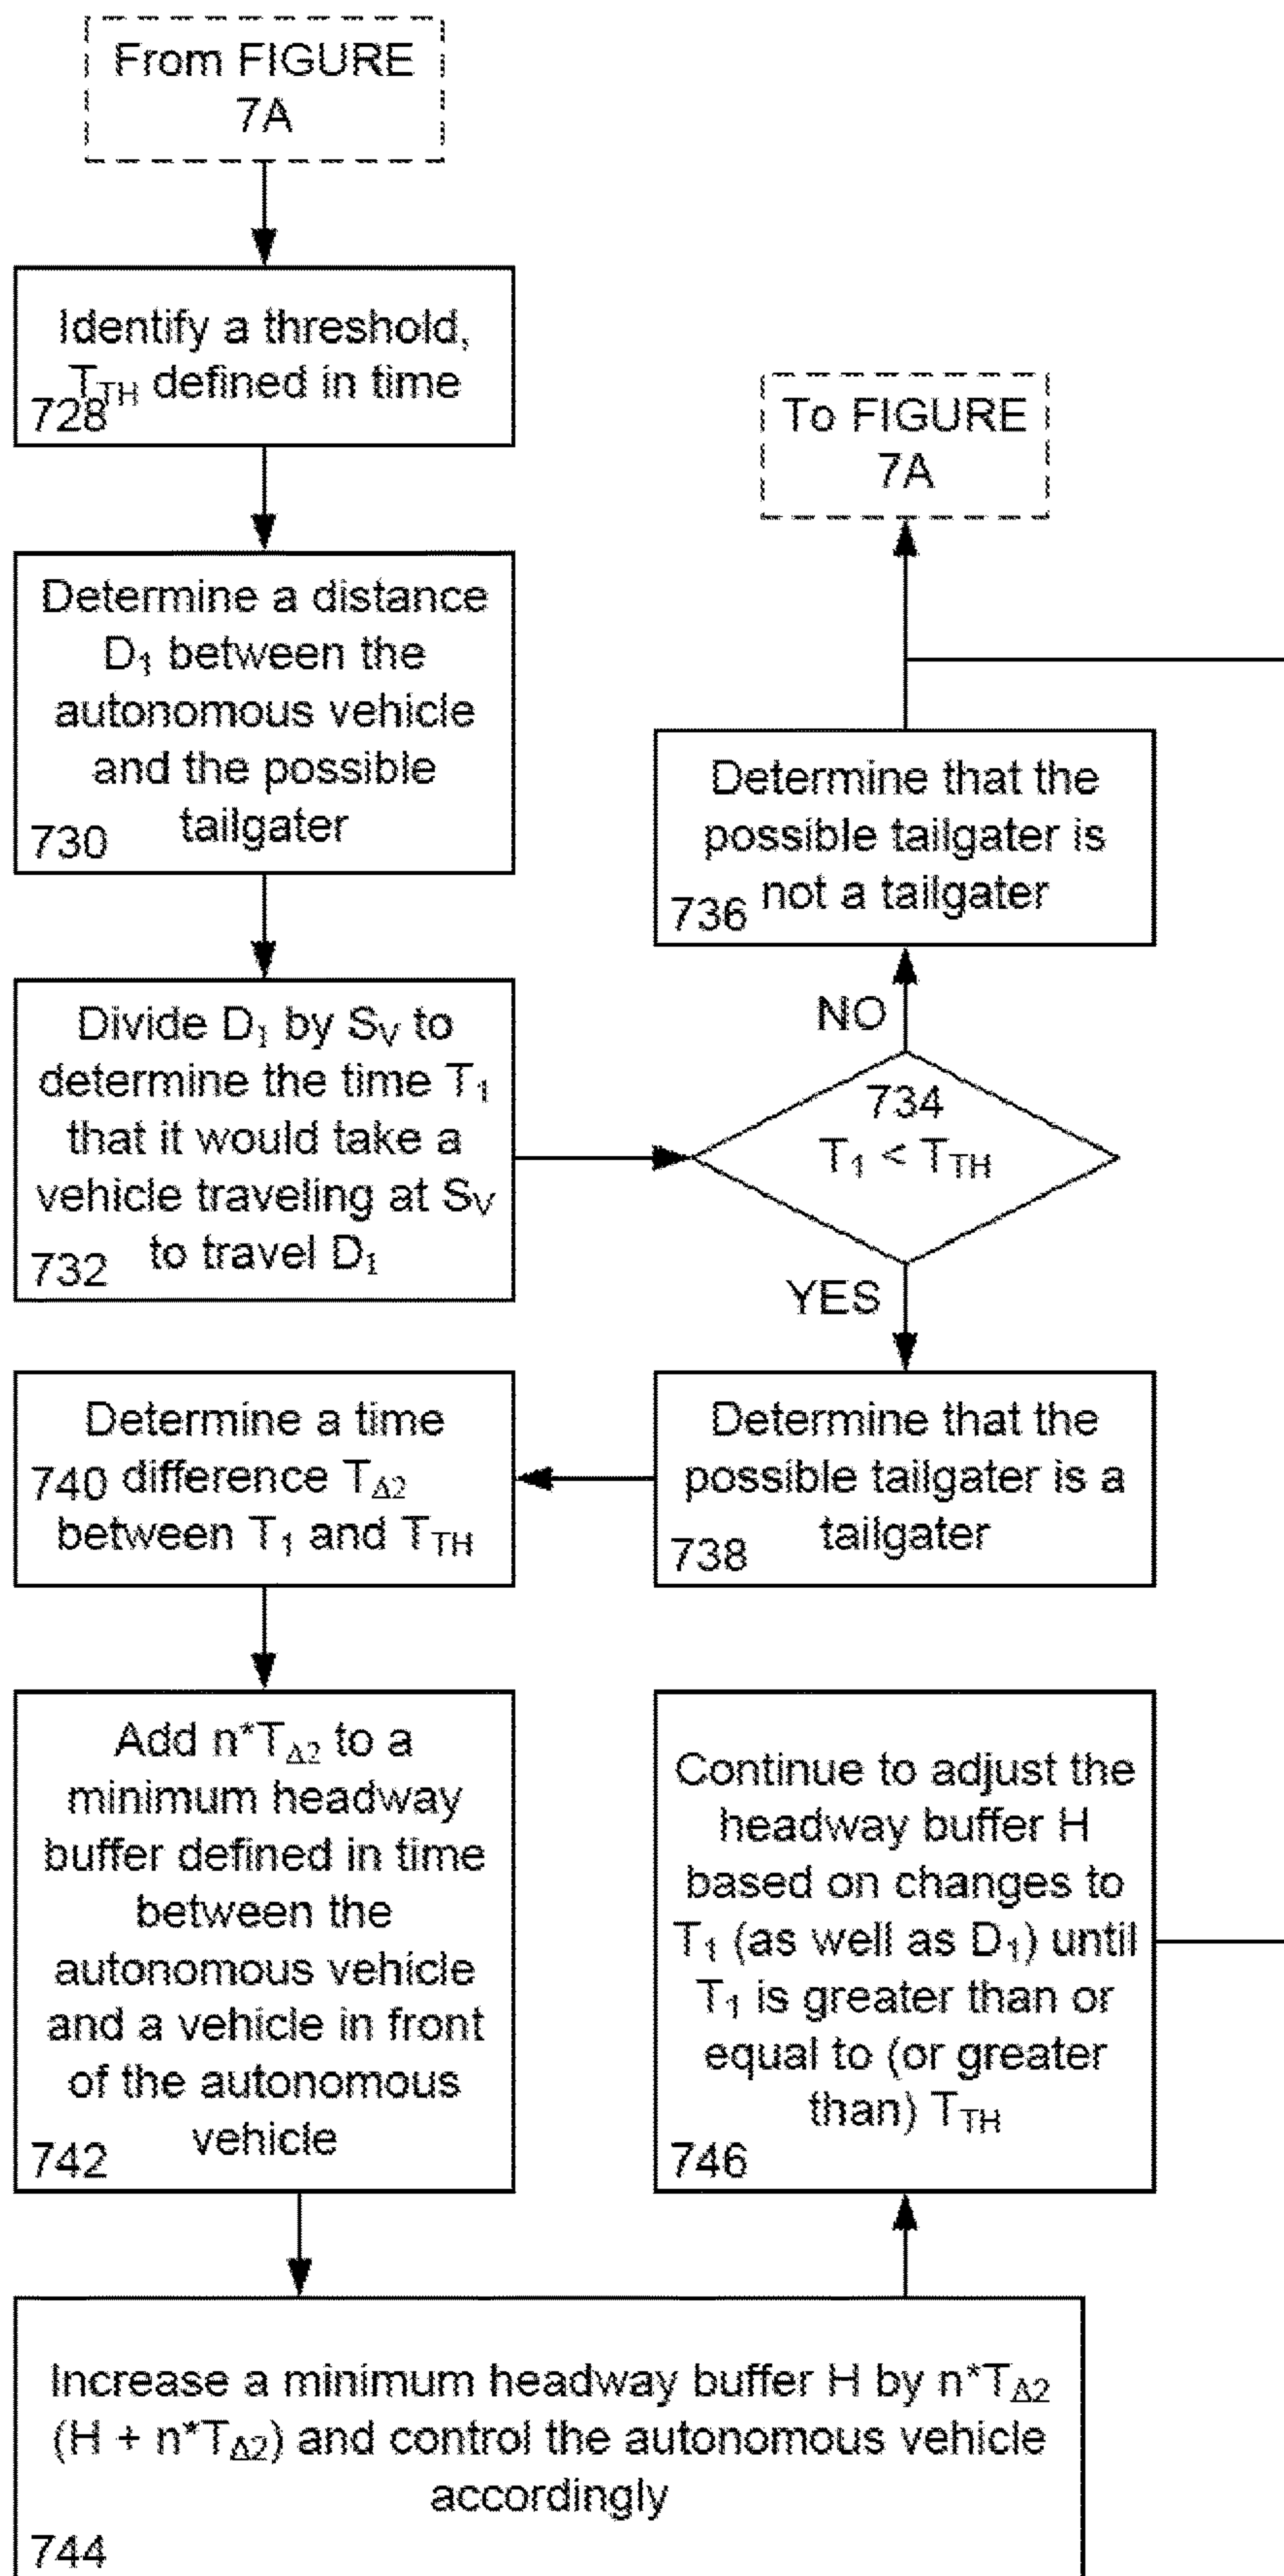 From FIGURE
7A
Identify a threshold,
T_TH defined in time
728
Determine a distance
D₁ between the
autonomous vehicle
and the possible
tailgater
730
Divide D₁ by S_V to
determine the time T₁
that it would take a
vehicle traveling at S_V
to travel D₁
732
To FIGURE
7A
Determine that the
possible tailgater is
not a tailgater
736
NO
734
T₁ < T_TH
YES
Determine that the
possible tailgater is a
tailgater
738
Determine a time
740 difference T_Δ2
between T₁ and T_TH
Add n*T_Δ2 to a
minimum headway
buffer defined in time
between the
autonomous vehicle
and a vehicle in front
of the autonomous
vehicle
742
Increase a minimum headway buffer H by n*T_Δ2
(H + n*T_Δ2) and control the autonomous vehicle
accordingly
744
Continue to adjust the
headway buffer H
based on changes to
T₁ (as well as D₁) until
T₁ is greater than or
equal to (or greater
than) T_TH
746